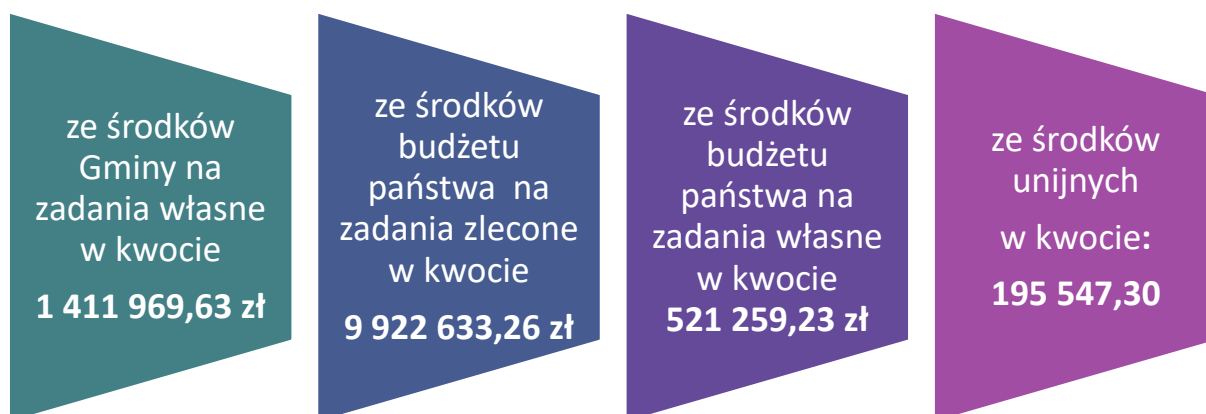 ze środków
Gminy na
zadania własne
w kwocie
1 411 969,63 zł
ze środków
budżetu
państwa na
zadania zlecone
w kwocie
9 922 633,26 zł
ze środków
budżetu
państwa na
zadania własne
w kwocie
521 259,23 zł
ze środków
unijnych
w kwocie:
195 547,30